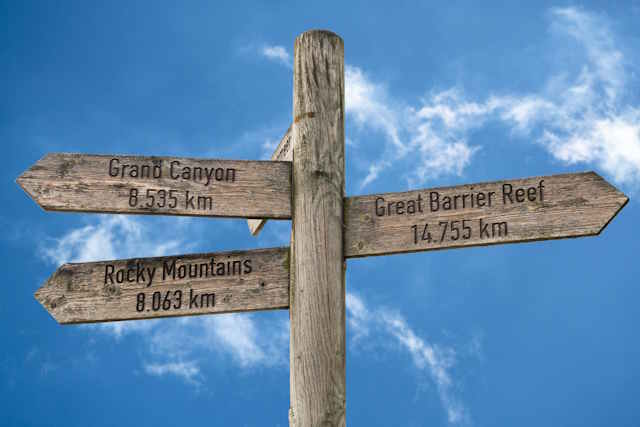 Grand Canyon
8.535 km
Rocky Mountains
8.063 km
Great Barrier Reef
14.755 km